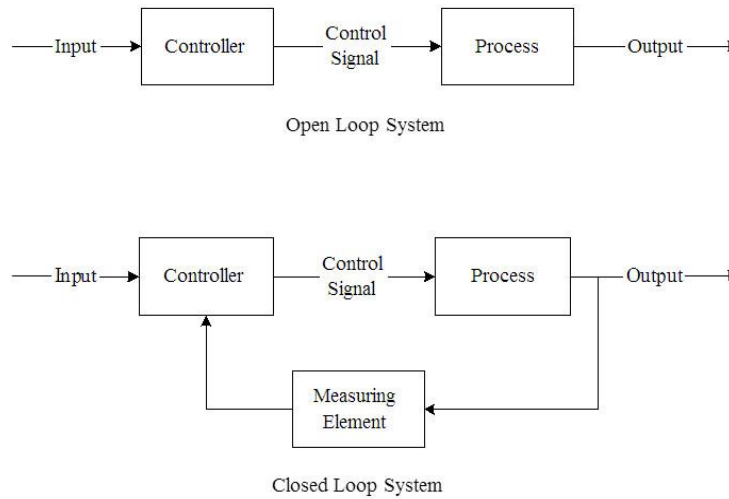 Input
Controller
Control
Signal
Process
Output
Open Loop System
Input
Controller
Control
Signal
Process
Output
Measuring
Element
Closed Loop System